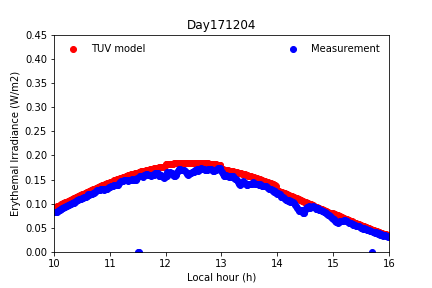 Day171204
TUV model
Measurement
Erythemal Irradiance (W/m2)
0.45
0.40
0.35
0.30
0.25
0.20
0.15
0.10
0.05
0.00
10 11 12 13 14 15 16
Local hour (h)